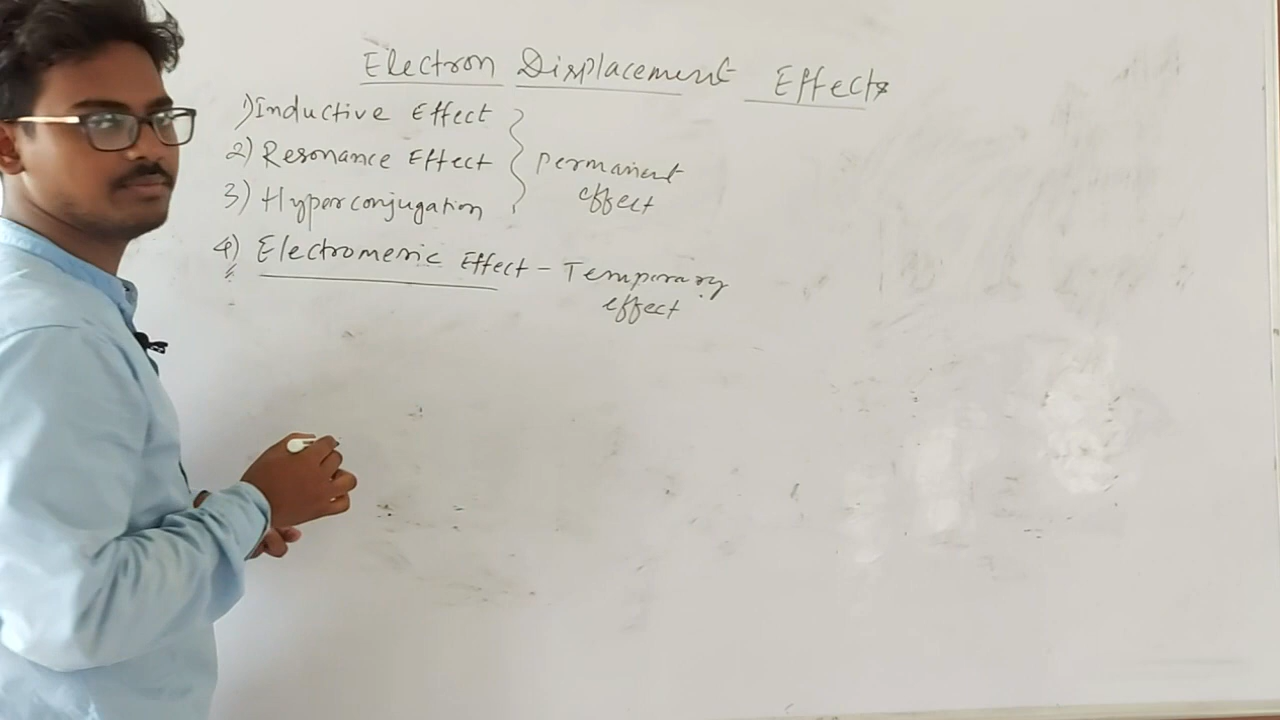 Electron Displacement Effects
1) Inductive Effect
2) Resonance Effect
3) Hyperconjugation
permanent
effect
4) Electromeric Effect - Temporary
effect